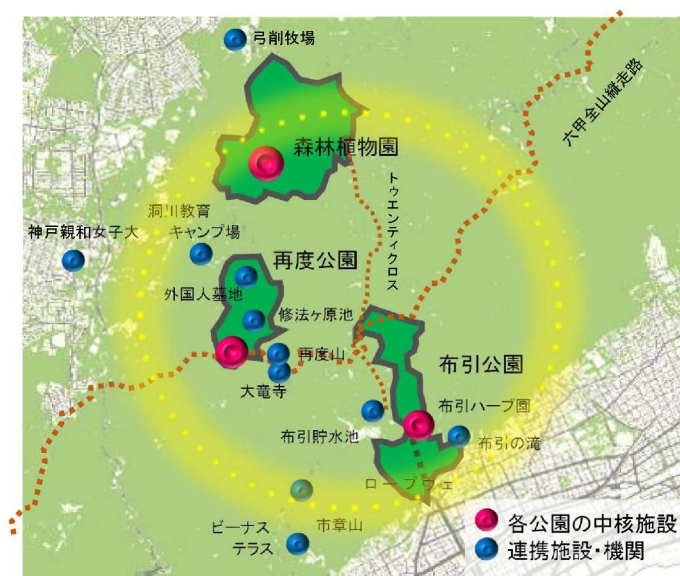 弓削牧場
六甲全山縦走路
森林植物園
トゥエンティクロス
洞川教育
キャンプ場
神戸親和女子大
再度公園
外国人墓地
修法ヶ原池
再度山
大竜寺
布引公園
布引ハーブ園
布引貯水池
布引の滝
ロープウェ
市章山
ビーナス
テラス
各公園の中核施設
連携施設・機関